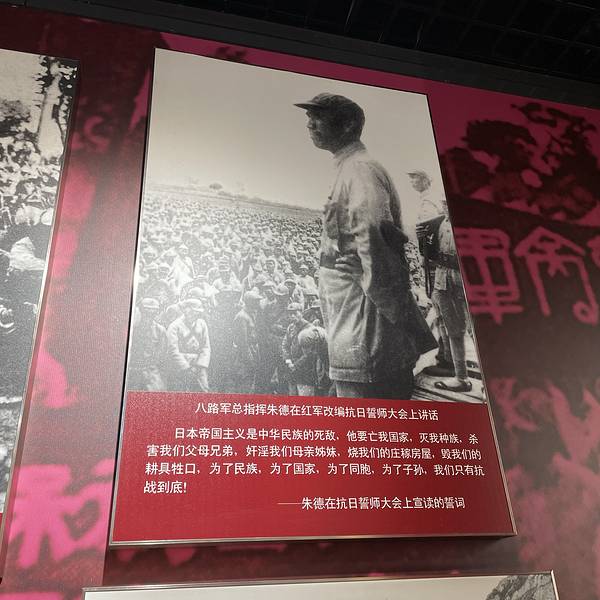 八路军总指挥朱德在红军改编抗日誓师大会上讲话
日本帝国主义是中华民族的死敌，他要亡我国家，灭我种族、杀
害我们父母兄弟，奸淫我们母亲姊妹，烧我们的庄稼房屋，毁我们的
耕具牲口，为了民族，为了国家，为了同胞，为了子孙，我们只有抗
战到底！
——朱德在抗日誓师大会上宣读的誓词